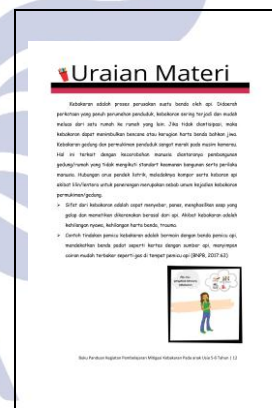 Uraian Materi
Kebakaran adalah proses perusakan suatu benda oleh api. Didaerah
perkotaan yang penuh perumahan penduduk, kebakaran sering terjadi dan mudah
meluas dari satu rumah ke rumah yang lain. Jika tidak diantisipasi, maka
kebakaran dapat menimbulkan bencana atau kerugian harta benda bahkan jiwa.
Kebakaran gedung dan permukiman penduduk sangat marak pada musim kemarau.
Hal ini terkait dengan kecerobohan manusia diantaranya pembangunan
gedung/rumah yang tidak mengikuti standart keamanan bangunan serta perilaku
manusia. Hubungan arus pendek listrik, meledaknya kompor serta kobaran api
akibat lilin/lentera untuk penerangan merupakan sebab umum kejadian kebakaran
permukiman/gedung.
➢ Sifat dari kebakaran adalah cepat menyebar, panas, menghasilkan asap yang
gelap dan mematikan dikarenakan berasal dari api. Akibat kebakaran adalah
kehilangan nyawa, kehilangan harta benda, trauma.
➢ Contoh tindakan pemicu kebakaran adalah bermain dengan benda pemicu api,
mendekatkan benda padat seperti kertas dengan sumber api, menyimpan
cairan mudah terbakar seperti gas di tempat pemicu api (BNPB, 2017:62)
Buku Panduan Kegiatan Pembelajaran Mitigasi Kebakaran Pada anak Usia 5-6 Tahun | 12